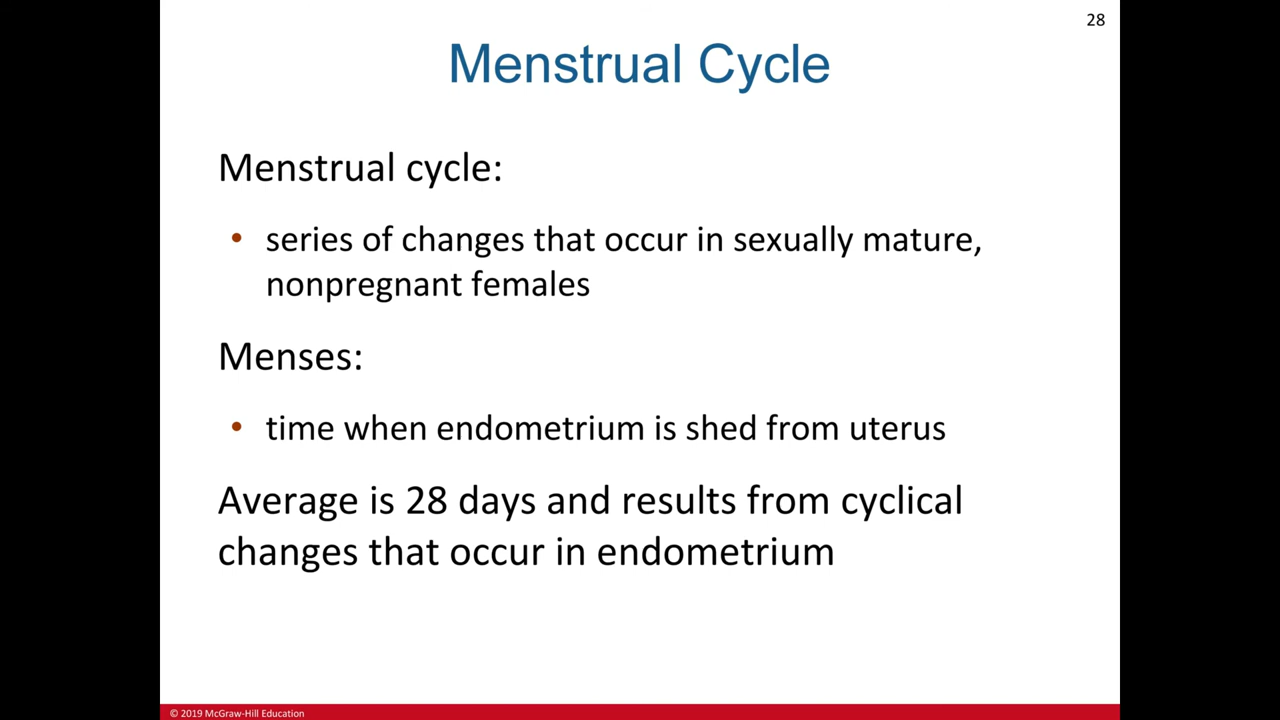 28
Menstrual Cycle
Menstrual cycle:
• series of changes that occur in sexually mature,
nonpregnant females
Menses:
• time when endometrium is shed from uterus
Average is 28 days and results from cyclical
changes that occur in endometrium
© 2019 McGraw-Hill Education